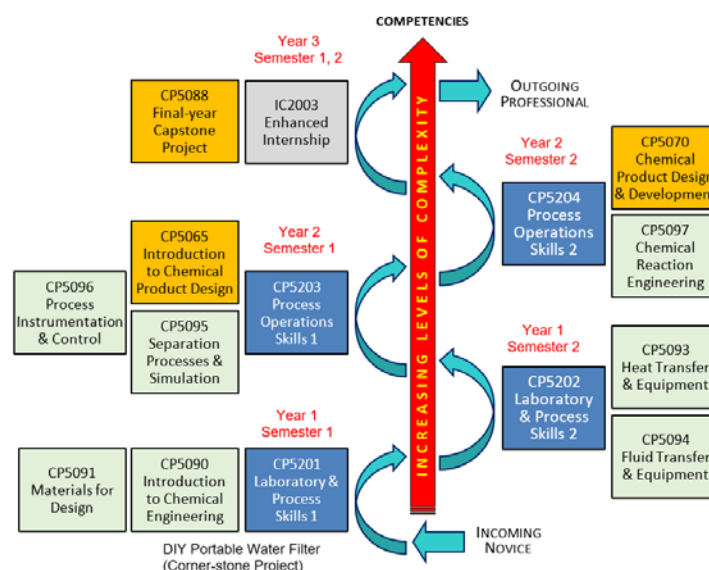 COMPETENCIES
Year 3
Semester 1, 2
CP5088
Final-year
Capstone
Project
IC2003
Enhanced
Internship
OUTGOING
PROFESSIONAL
Year 2
Semester 2
CP5070
Chemical
Product Design
& Development
CP5204
Process
Operations
Skills 2
CP5097
Chemical
Reaction
Engineering
Year 2
Semester 1
CP5065
Introduction
to Chemical
Product Design
CP5096
Process
Instrumentation
& Control
CP5203
Process
Operations
Skills 1
CP5095
Separation
Processes &
Simulation
INCREASING LEVELS OF COMPLEXITY
Year 1
Semester 2
CP5093
Heat Transfer
& Equipment
CP5202
Laboratory
& Process
Skills 2
CP5094
Fluid Transfer
& Equipment
Year 1
Semester 1
CP5091
Materials for
Design
CP5090
Introduction
to Chemical
Engineering
CP5201
Laboratory &
Process
Skills 1
INCOMING
NOVICE
DIY Portable Water Filter
(Corner-stone Project)